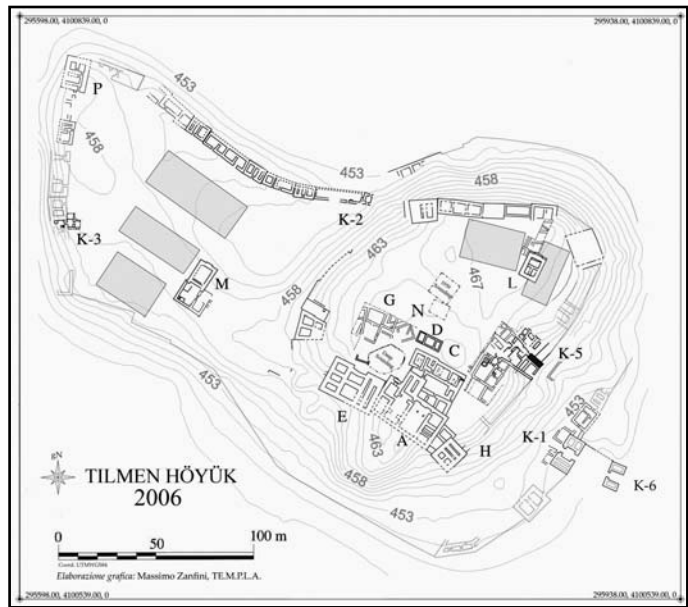 295598.00, 4100839.00, 0
295938.00, 4100839.00, 0
453
P
458
453
458
K-2
463
K-3
467
L
M
458
G
N
D
C
K-5
453
E
A
453
K-1
H
463
K-6
gN
TILMEN HÖYÜK
2006
458
453
0 50 100 m
Elaborazione grafica: Massimo Zanfini, TE.M.P.L.A.
295598.00, 4100539.00, 0
295938.00, 4100539.00, 0